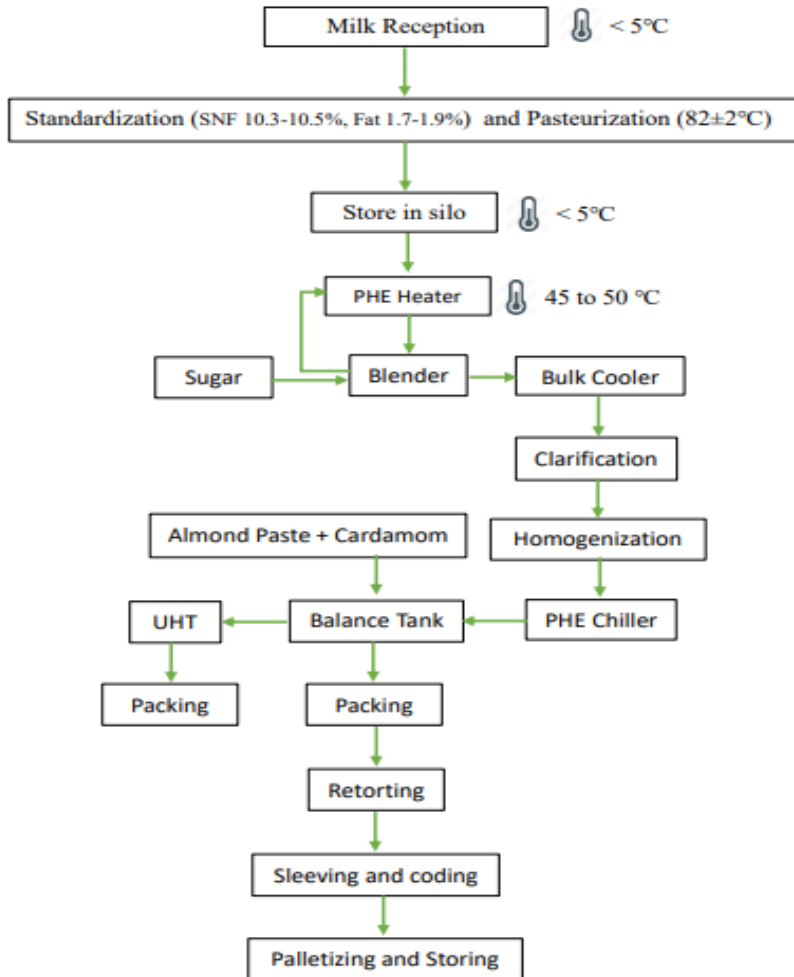 Milk Reception
< 5°C
Standardization (SNF 10.3-10.5%, Fat 1.7-1.9%) and Pasteurization (82±2°C)
Store in silo
< 5°C
PHE Heater
45 to 50 °C
Sugar
Blender
Bulk Cooler
Clarification
Almond Paste + Cardamom
Homogenization
UHT
Balance Tank
PHE Chiller
Packing
Packing
Retorting
Sleeving and coding
Palletizing and Storing